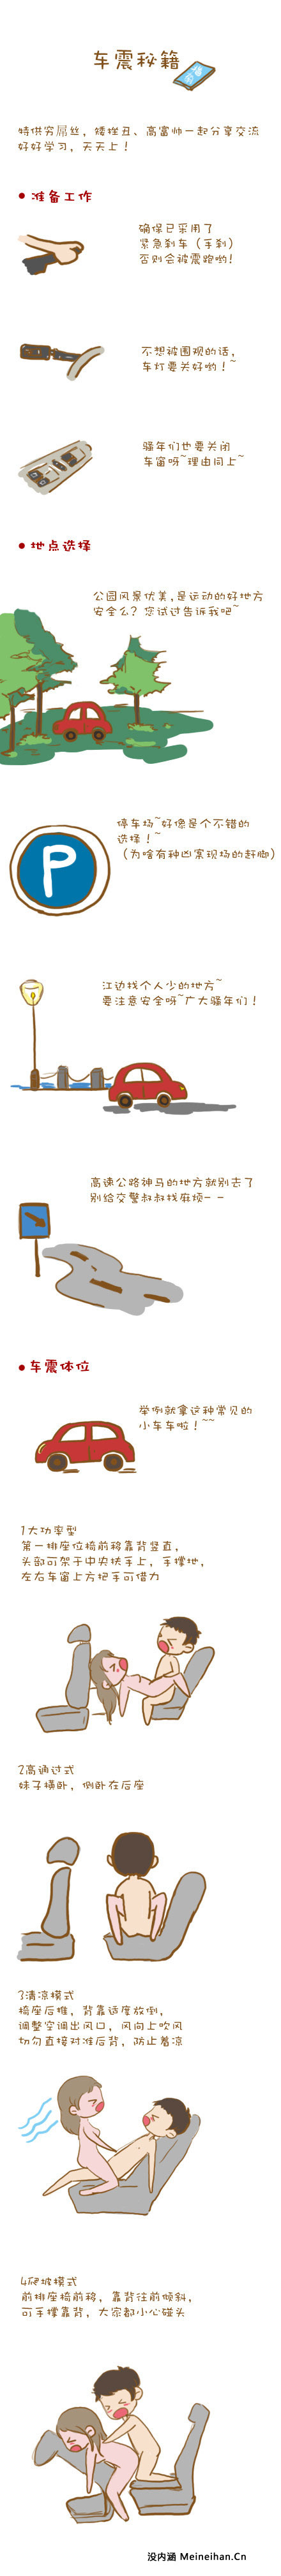 车震秘籍
特供穷屌丝，矮挫丑、高富帅一起分享交流
好好学习，天天上！
准备工作
确保已采用了
紧急刹车（手刹）
否则会被震跑哟！
不想被围观的话，
车灯要关好哟！~
骚年们也要关闭
车窗呀~理由同上~
地点选择
公园风景优美，是运动的好地方
安全么？您试过告诉我吧~
P
停车场~好像是个不错的
选择！~
（为啥有种凶案现场的赶脚）
江边找个人少的地方~
要注意安全呀~广大骚年们！
高速公路神马的地方就别去了
别给交警叔叔找麻烦- -
车震体位
举例就拿这种常见的
小车车啦！~~
1大功率型
第一排座位椅前移靠背竖直，
头部可架于中央扶手上，手撑地，
左右车窗上方把手可借力
2高通过式
妹子横卧，侧卧在后座
3清凉模式
椅座后推，背靠适度放倒，
调整空调出风口，风向上吹风
切勿直接对准后背，防止着凉
4爬坡模式
前排座椅前移，靠背往前倾斜，
可手撑靠背，大家都小心碰头
没内涵 Meineihan.Cn